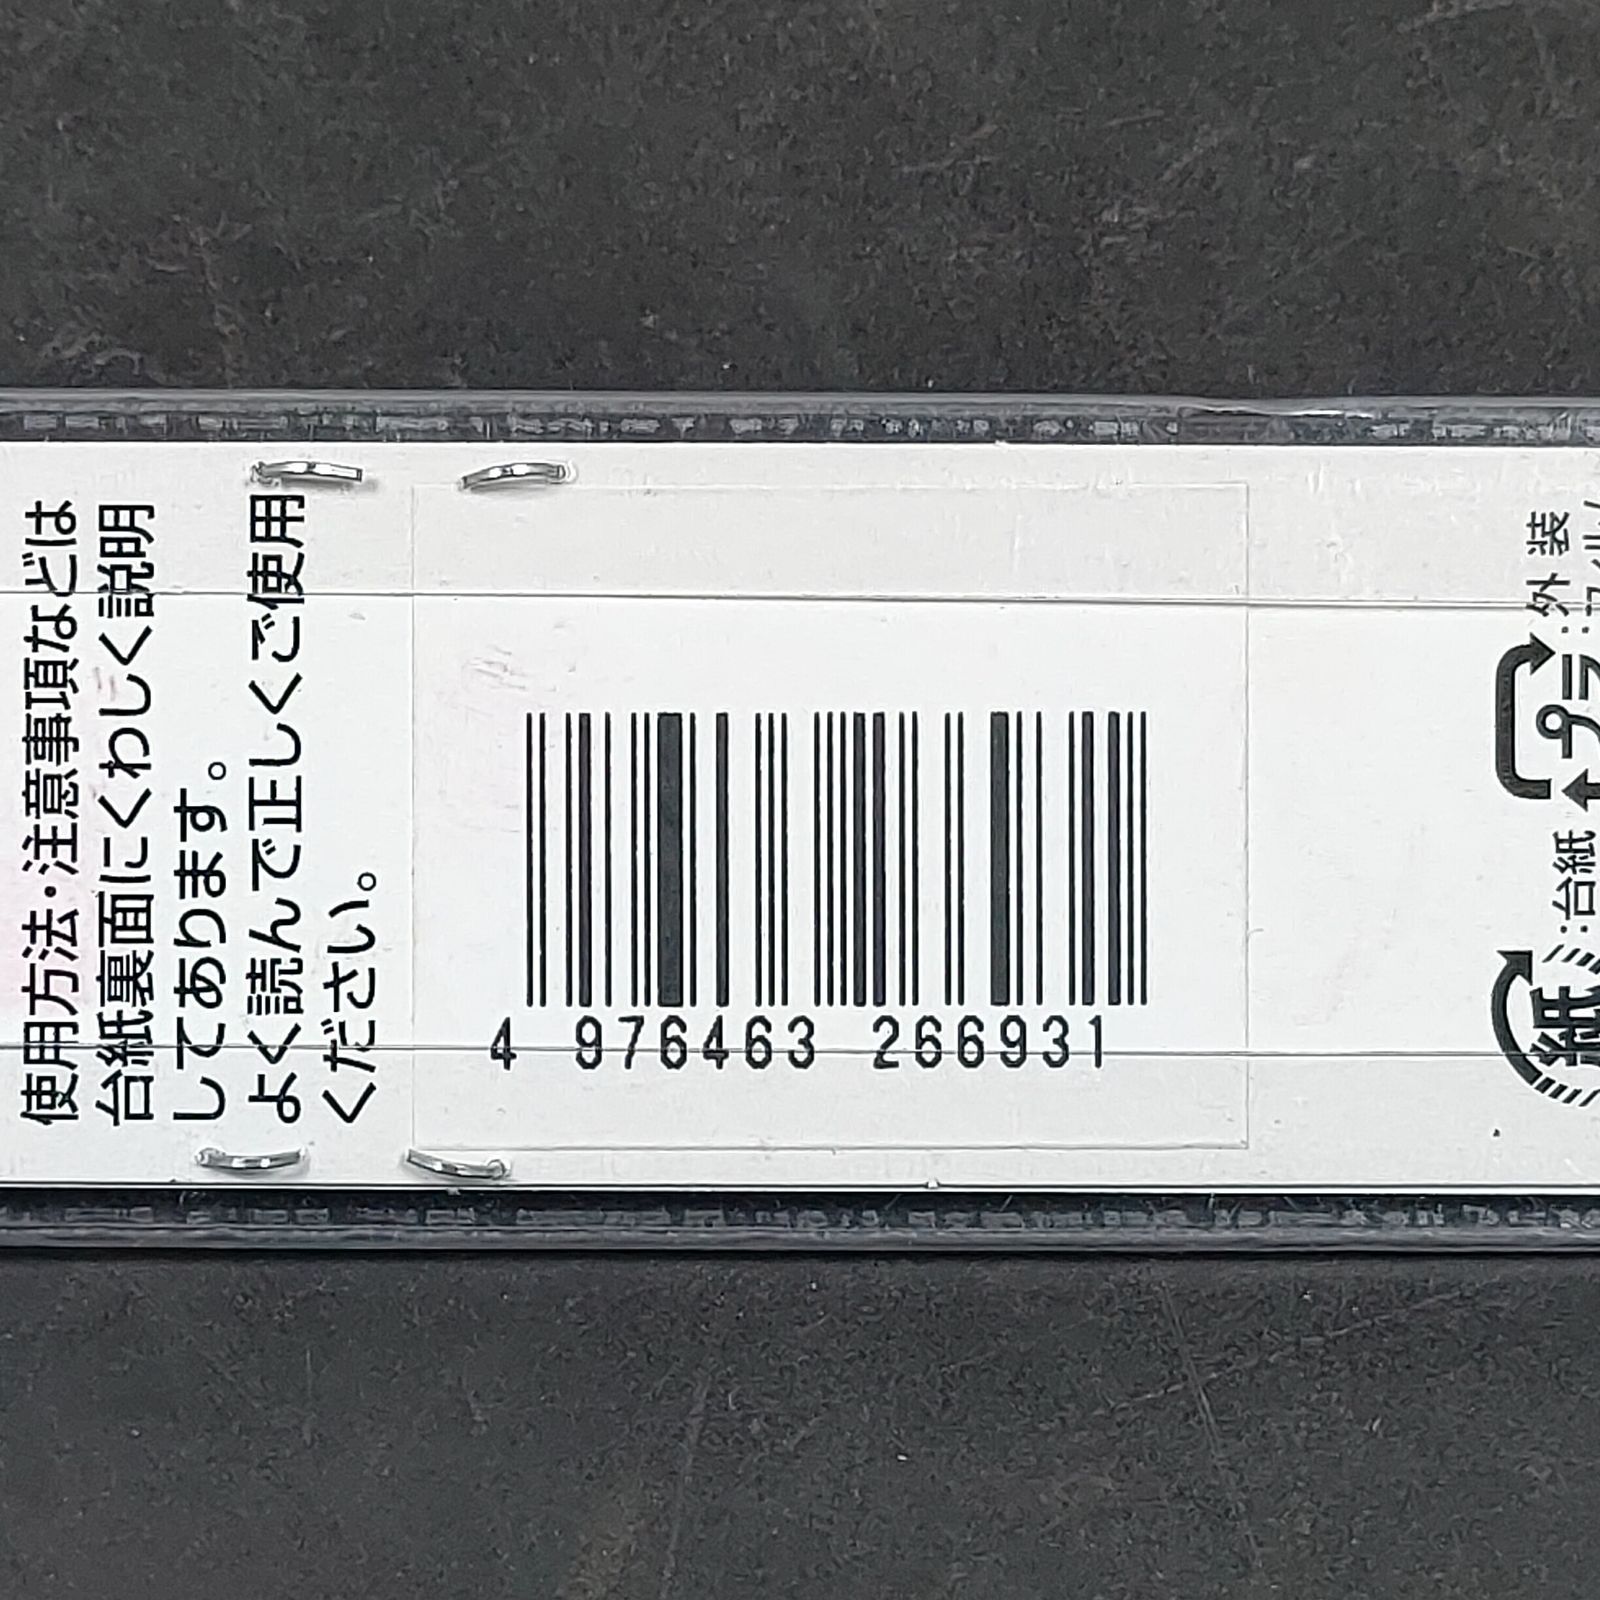 使用方法・注意事項などは
台紙裏面にくわしく説明
してあります。
よく読んで正しくご使用
ください。
4 976463 266931
外装
プラ
:台紙
紙